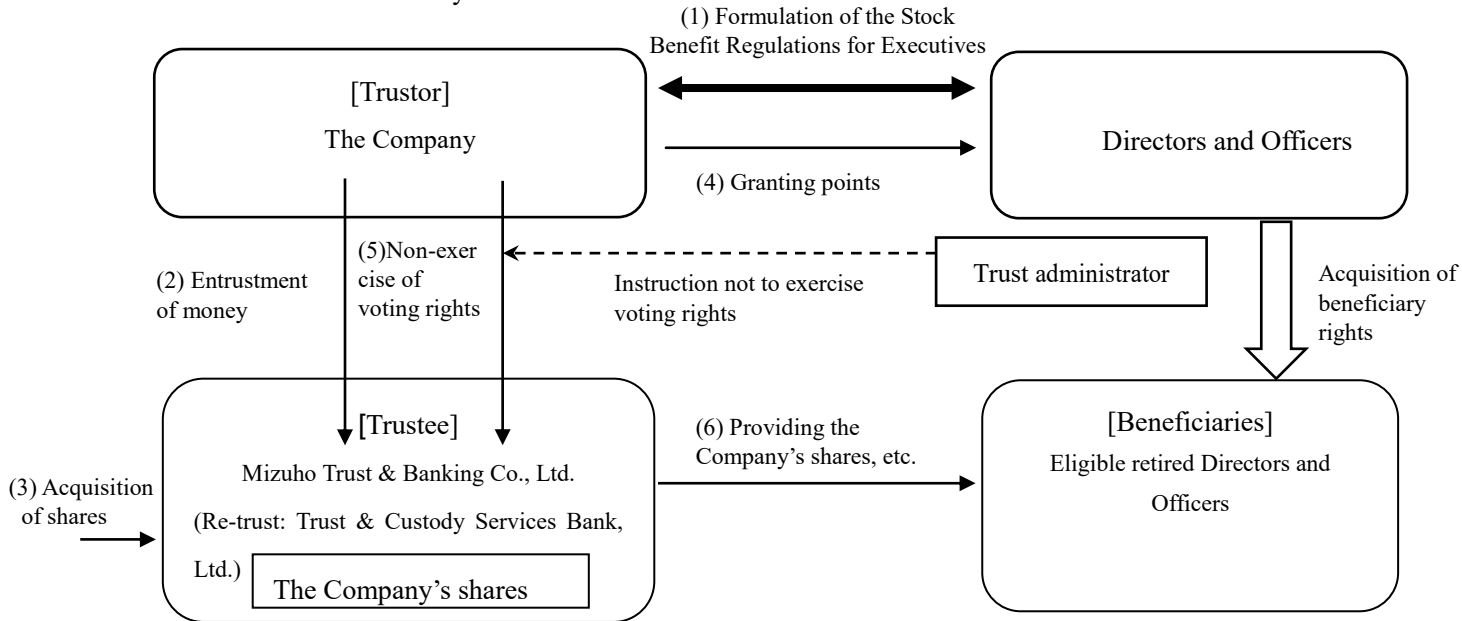 (1) Formulation of the Stock
Benefit Regulations for Executives
[Trustor]
The Company
Directors and Officers
(4) Granting points
(2) Entrustment
of money
(5)Non-exer
cise of
voting rights
Instruction not to exercise
voting rights
Trust administrator
Acquisition of
beneficiary
rights
[Trustee]
Mizuho Trust & Banking Co., Ltd.
(Re-trust: Trust & Custody Services Bank,
Ltd.)
The Company’s shares
(3) Acquisition
of shares
(6) Providing the
Company’s shares, etc.
[Beneficiaries]
Eligible retired Directors and
Officers